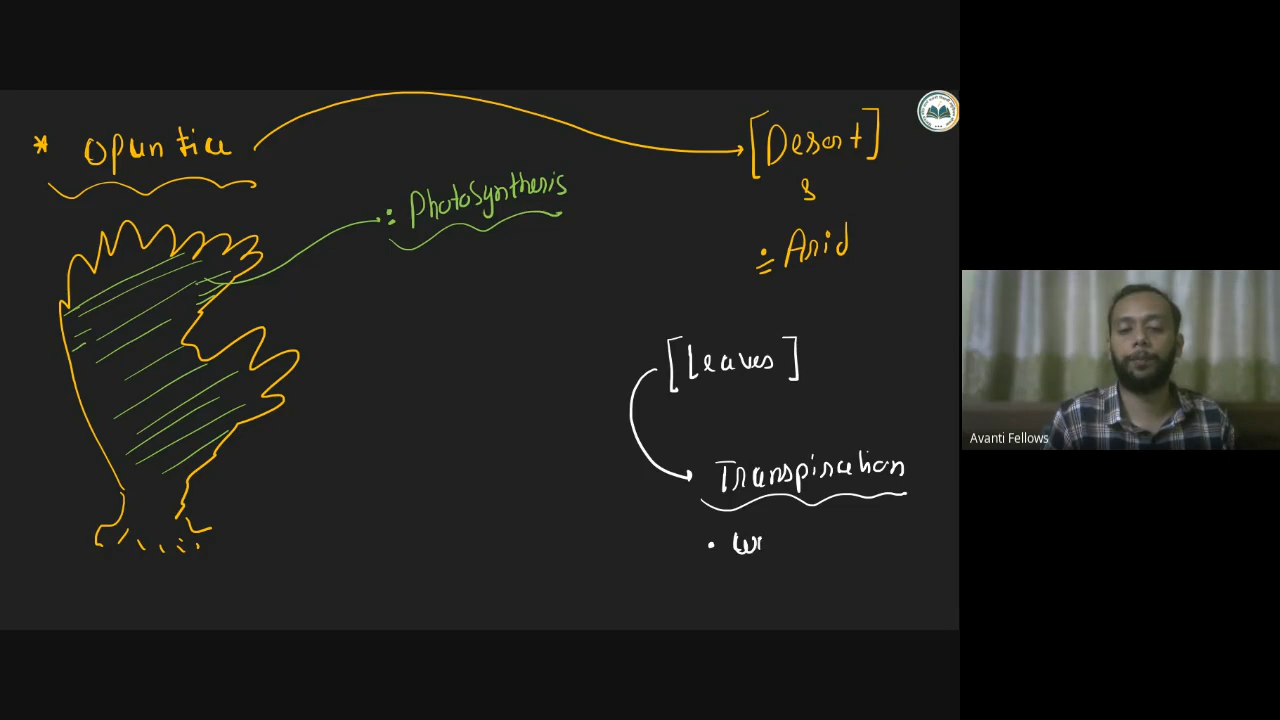 * Opuntia
[Desert]
&
: Photosynthesis
: Arid
[Leaves]
Transpiration
Avanti Fellows